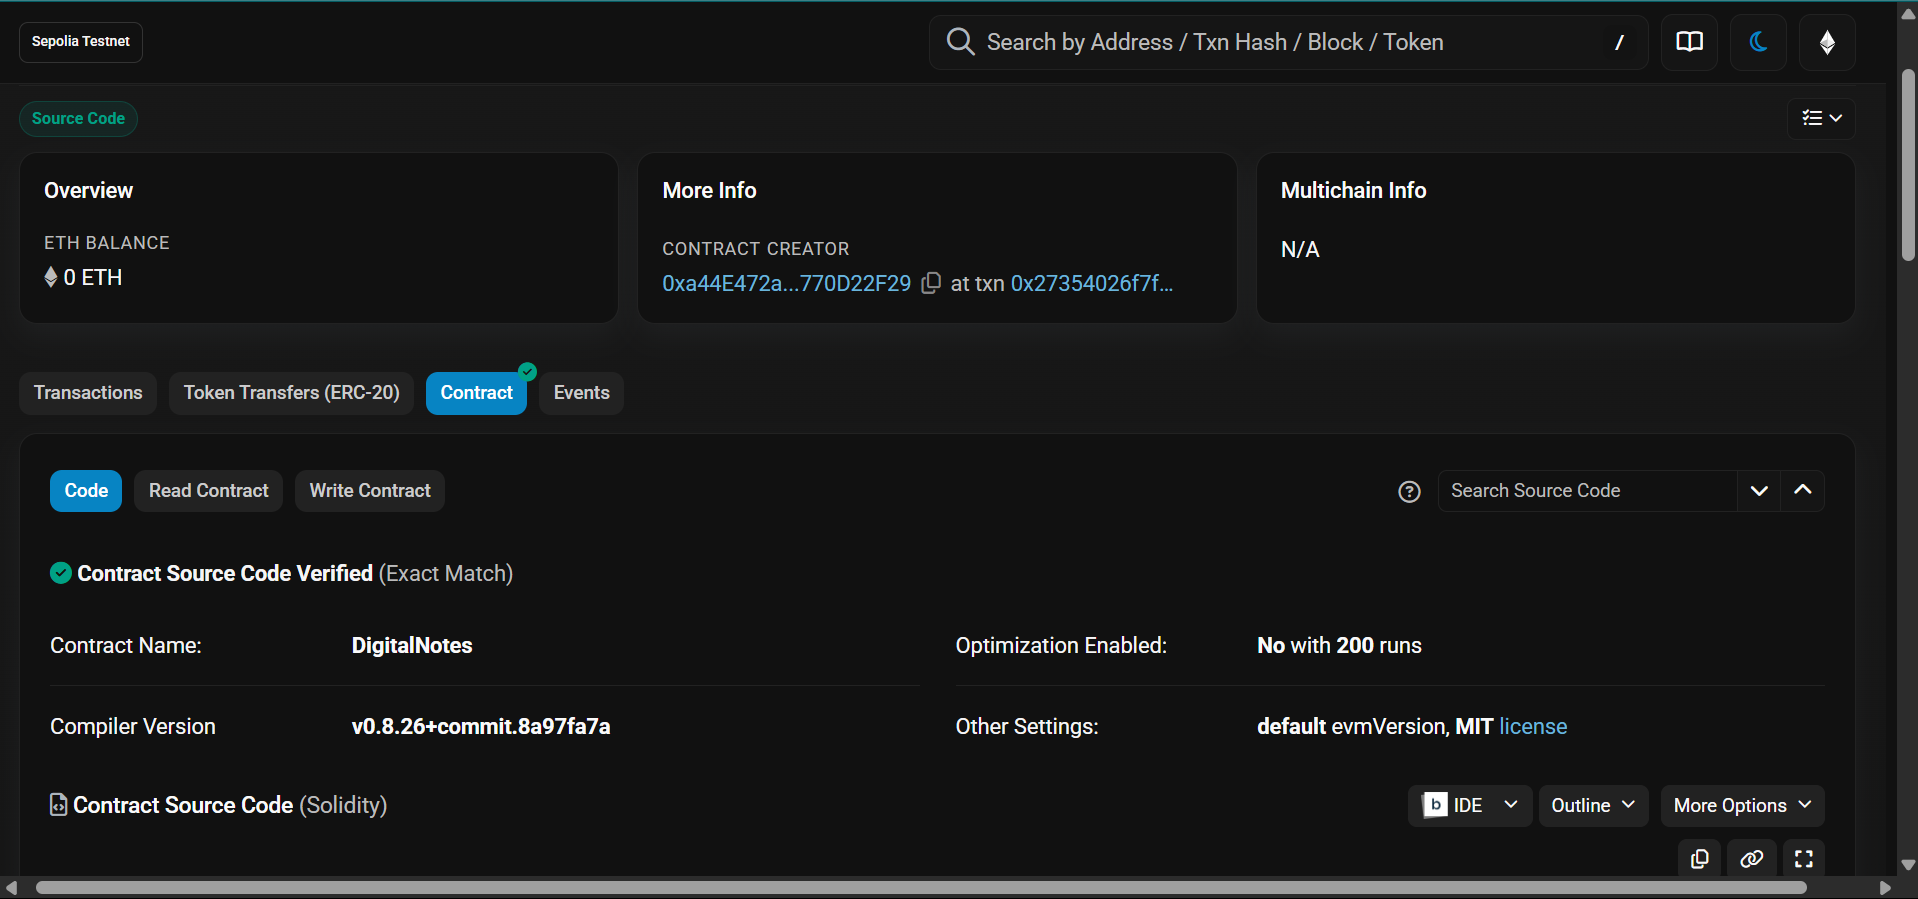 Sepolia Testnet
Search by Address / Txn Hash / Block / Token /
Source Code
Overview
ETH BALANCE
0 ETH
More Info
CONTRACT CREATOR
0xa44E472a...770D22F29 at txn 0x27354026f7f...
Multichain Info
N/A
Transactions
Token Transfers (ERC-20)
Contract
Events
Code
Read Contract
Write Contract
Search Source Code
Contract Source Code Verified (Exact Match)
Contract Name: DigitalNotes
Optimization Enabled: No with 200 runs
Compiler Version v0.8.26+commit.8a97fa7a
Other Settings: default evmVersion, MIT license
Contract Source Code (Solidity)
b IDE
Outline
More Options